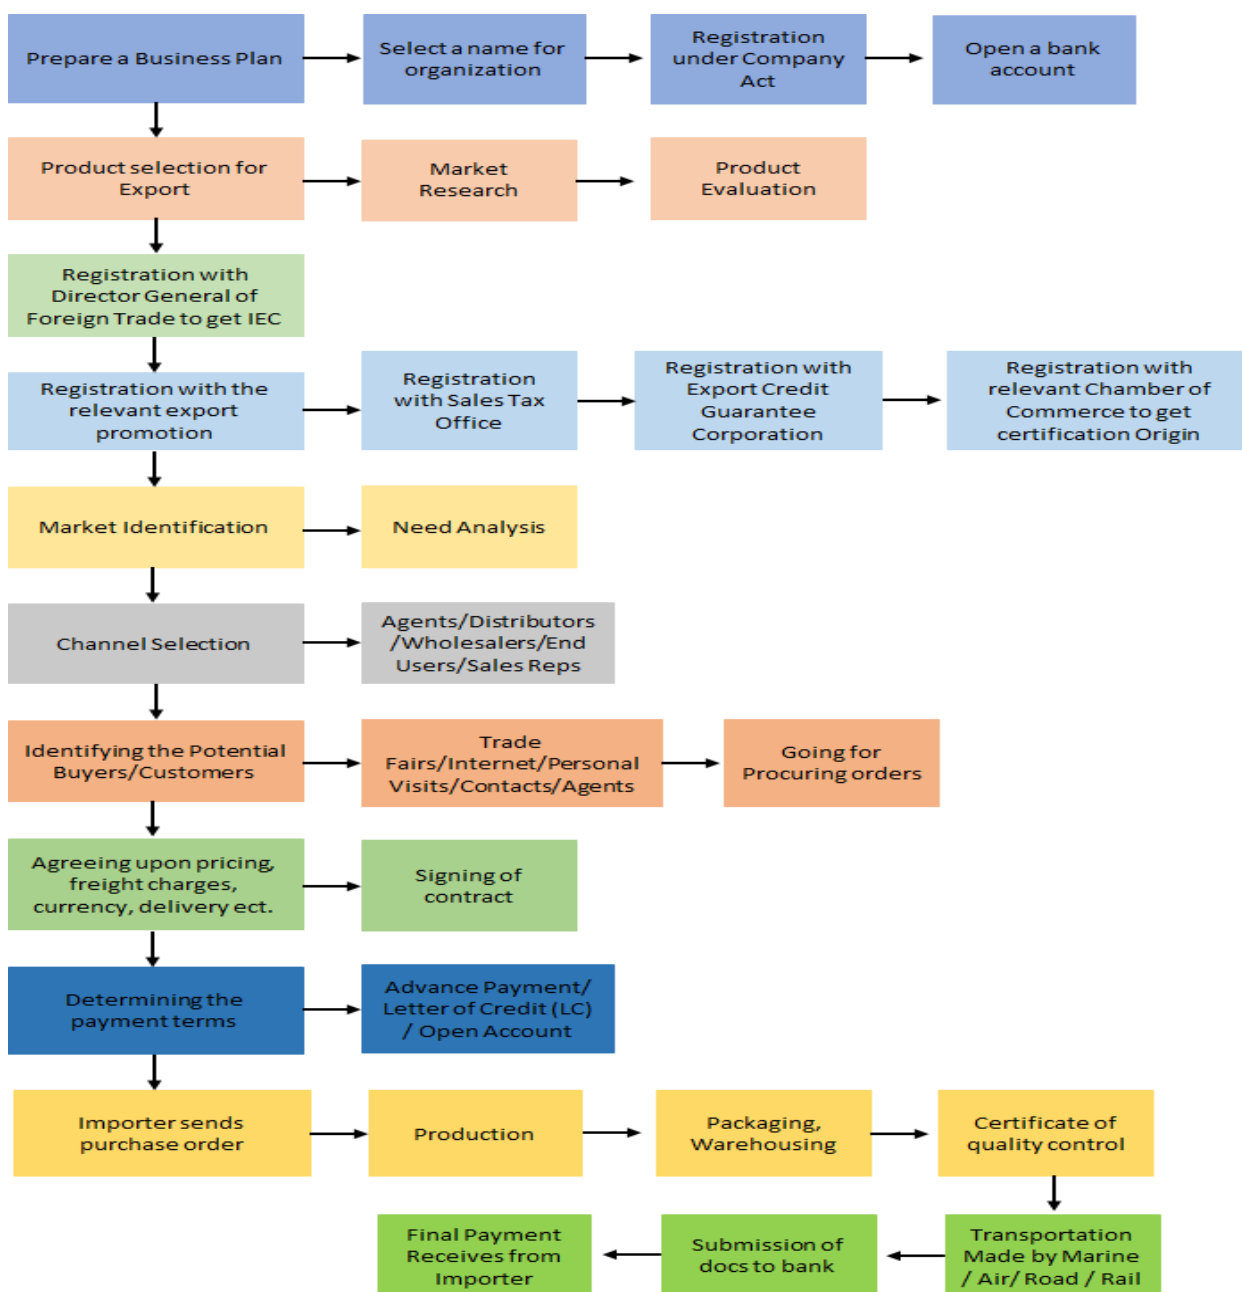 Prepare a Business Plan
Select a name for
organization
Registration
under Company
Act
Open a bank
account
Product selection for
Export
Market
Research
Product
Evaluation
Registration with
Director General of
Foreign Trade to get IEC
Registration with the
relevant export
promotion
Registration
with Sales Tax
Office
Registration with
Export Credit
Guarantee
Corporation
Registration with
relevant Chamber of
Commerce to get
certification Origin
Market Identification
Need Analysis
Channel Selection
Agents/Distributors
/Wholesalers/End
Users/Sales Reps
Identifying the Potential
Buyers/Customers
Trade
Fairs/Internet/Personal
Visits/Contacts/Agents
Going for
Procuring orders
Agreeing upon pricing,
freight charges,
currency, delivery ect.
Signing of
contract
Determining the
payment terms
Advance Payment/
Letter of Credit (LC)
/ Open Account
Importer sends
purchase order
Production
Packaging,
Warehousing
Certificate of
quality control
Transportation
Made by Marine
/ Air/ Road / Rail
Submission of
docs to bank
Final Payment
Receives from
Importer